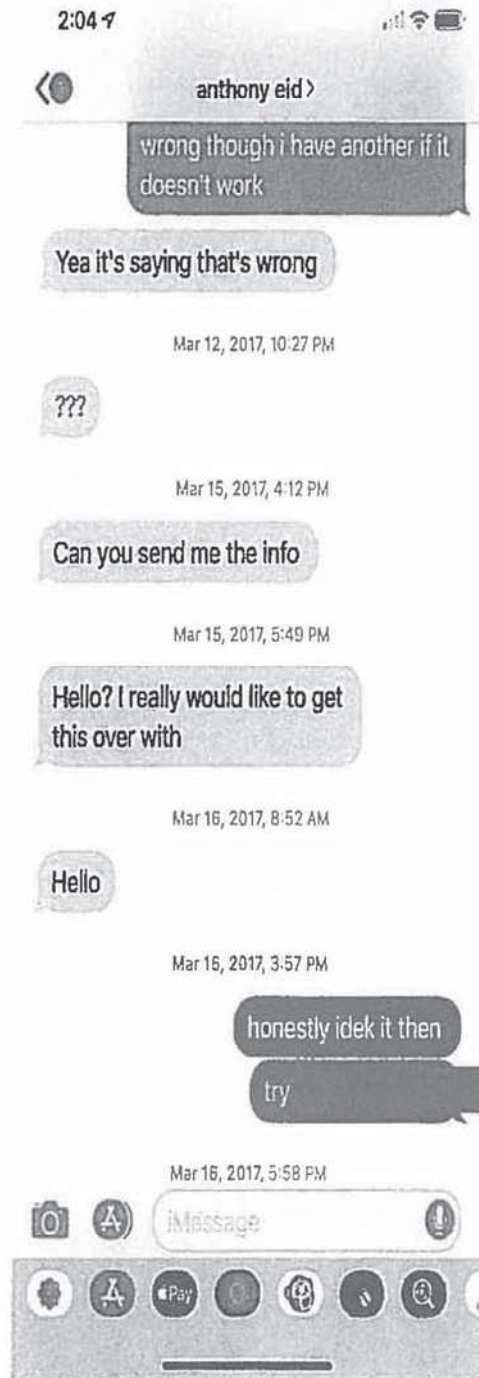 2:04
anthony eid >
wrong though i have another if it
doesn't work
Yea it's saying that's wrong
Mar 12, 2017, 10:27 PM
???
Mar 15, 2017, 4:12 PM
Can you send me the info
Mar 15, 2017, 5:49 PM
Hello? I really would like to get
this over with
Mar 16, 2017, 8:52 AM
Hello
Mar 16, 2017, 3:57 PM
honestly idek it then
try
Mar 16, 2017, 5:58 PM
iMessage
Pay